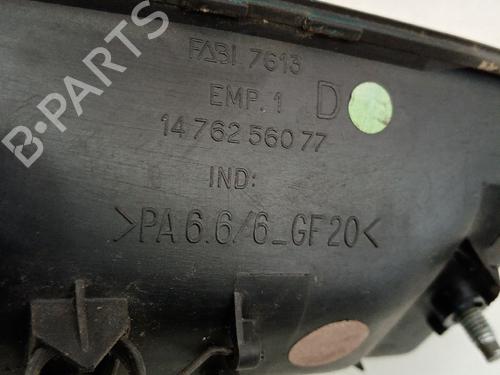 FABI 7613
EMP. 1 D
14 762 560 77
IND:
>PA 6.6/6_GF20<
B-PARTS